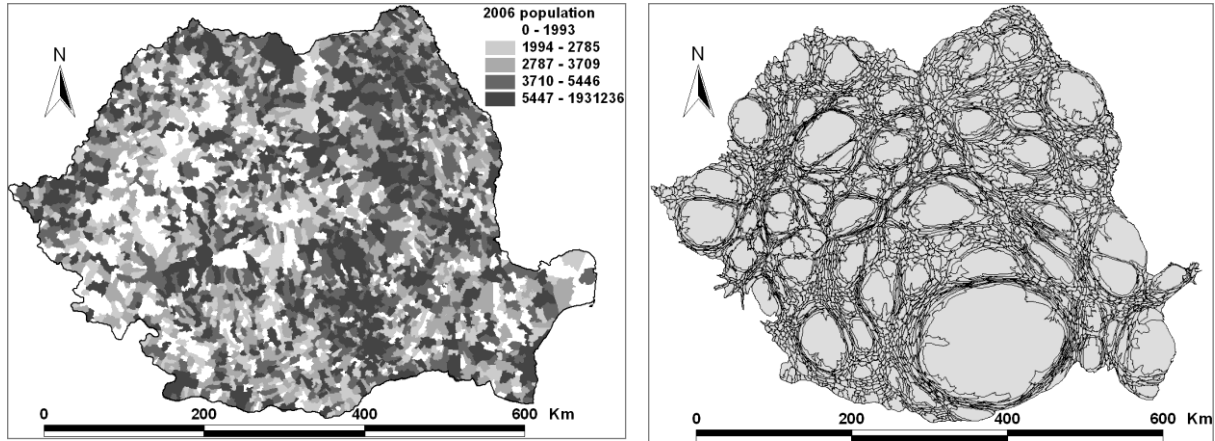 2006 population
0 - 1993
1994 - 2785
2787 - 3709
3710 - 5446
5447 - 1931236
N
0 200 400 600 Km
N
0 200 400 600 Km